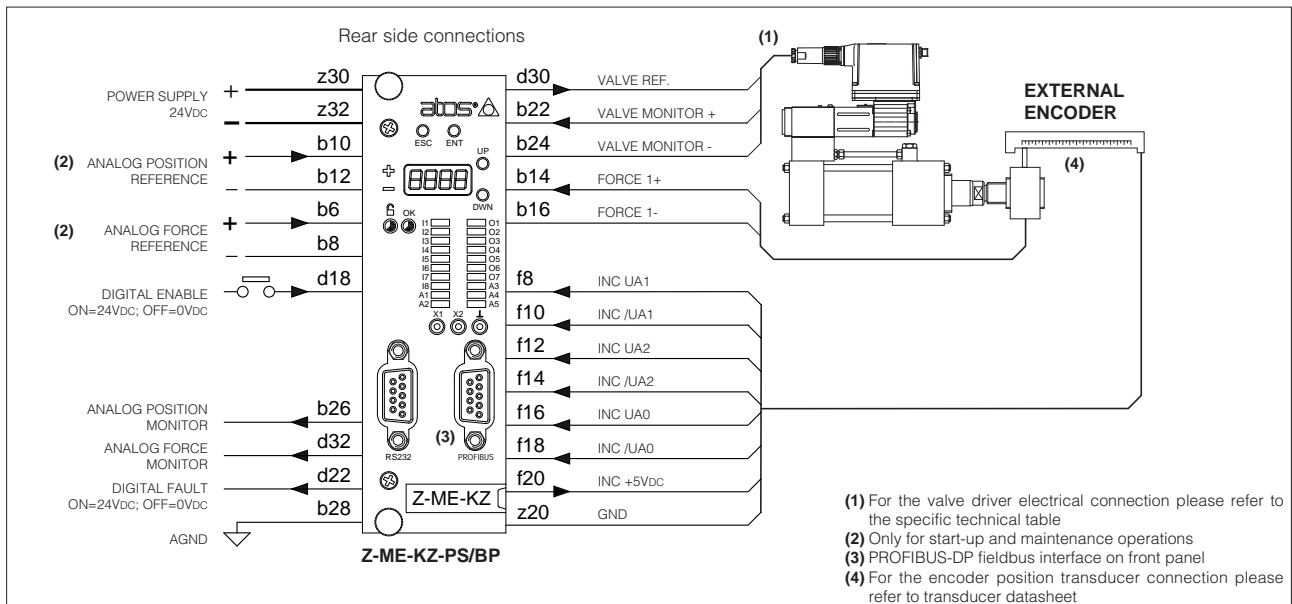 Rear side connections
z30
POWER SUPPLY
24VDC
+
z32
−
b10
(2) ANALOG POSITION
REFERENCE
+
b12
−
b6
(2) ANALOG FORCE
REFERENCE
+
b8
−
d18
DIGITAL ENABLE
ON=24VDC; OFF=0VDC
b26
ANALOG POSITION
MONITOR
d32
ANALOG FORCE
MONITOR
d22
DIGITAL FAULT
ON=24VDC; OFF=0VDC
b28
AGND
atos®
ESC ENT
UP
+
−
8888
DWN
OK
I1 O1
I2 O2
I3 O3
I4 O4
I5 O5
I6 O6
I7 O7
I8 A3
A1 A4
A2 A5
X1 X2
(3)
RS232 PROFIBUS
Z-ME-KZ
Z-ME-KZ-PS/BP
d30 VALVE REF.
b22 VALVE MONITOR +
b24 VALVE MONITOR -
b14 FORCE 1+
b16 FORCE 1-
f8 INC UA1
f10 INC /UA1
f12 INC UA2
f14 INC /UA2
f16 INC UA0
f18 INC /UA0
f20 INC +5VDC
z20 GND
(1)
EXTERNAL
ENCODER
(4)
(1) For the valve driver electrical connection please refer to
the specific technical table
(2) Only for start-up and maintenance operations
(3) PROFIBUS-DP fieldbus interface on front panel
(4) For the encoder position transducer connection please
refer to transducer datasheet